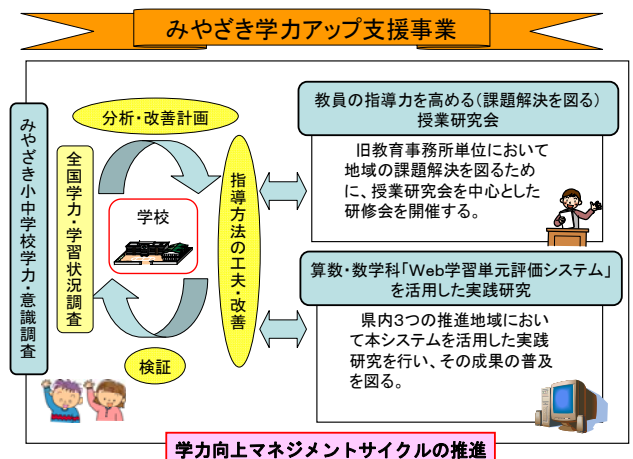 みやざき学力アップ支援事業
みやざき小中学校学力・意識調査
全国学力・学習状況調査
分析・改善計画
学校
検証
指導方法の工夫・改善
教員の指導力を高める(課題解決を図る)
授業研究会
旧教育事務所単位において
地域の課題解決を図るため
に、授業研究会を中心とした
研修会を開催する。
算数・数学科「Web学習単元評価システム」
を活用した実践研究
県内3つの推進地域におい
て本システムを活用した実践
研究を行い、その成果の普及
を図る。
学力向上マネジメントサイクルの推進